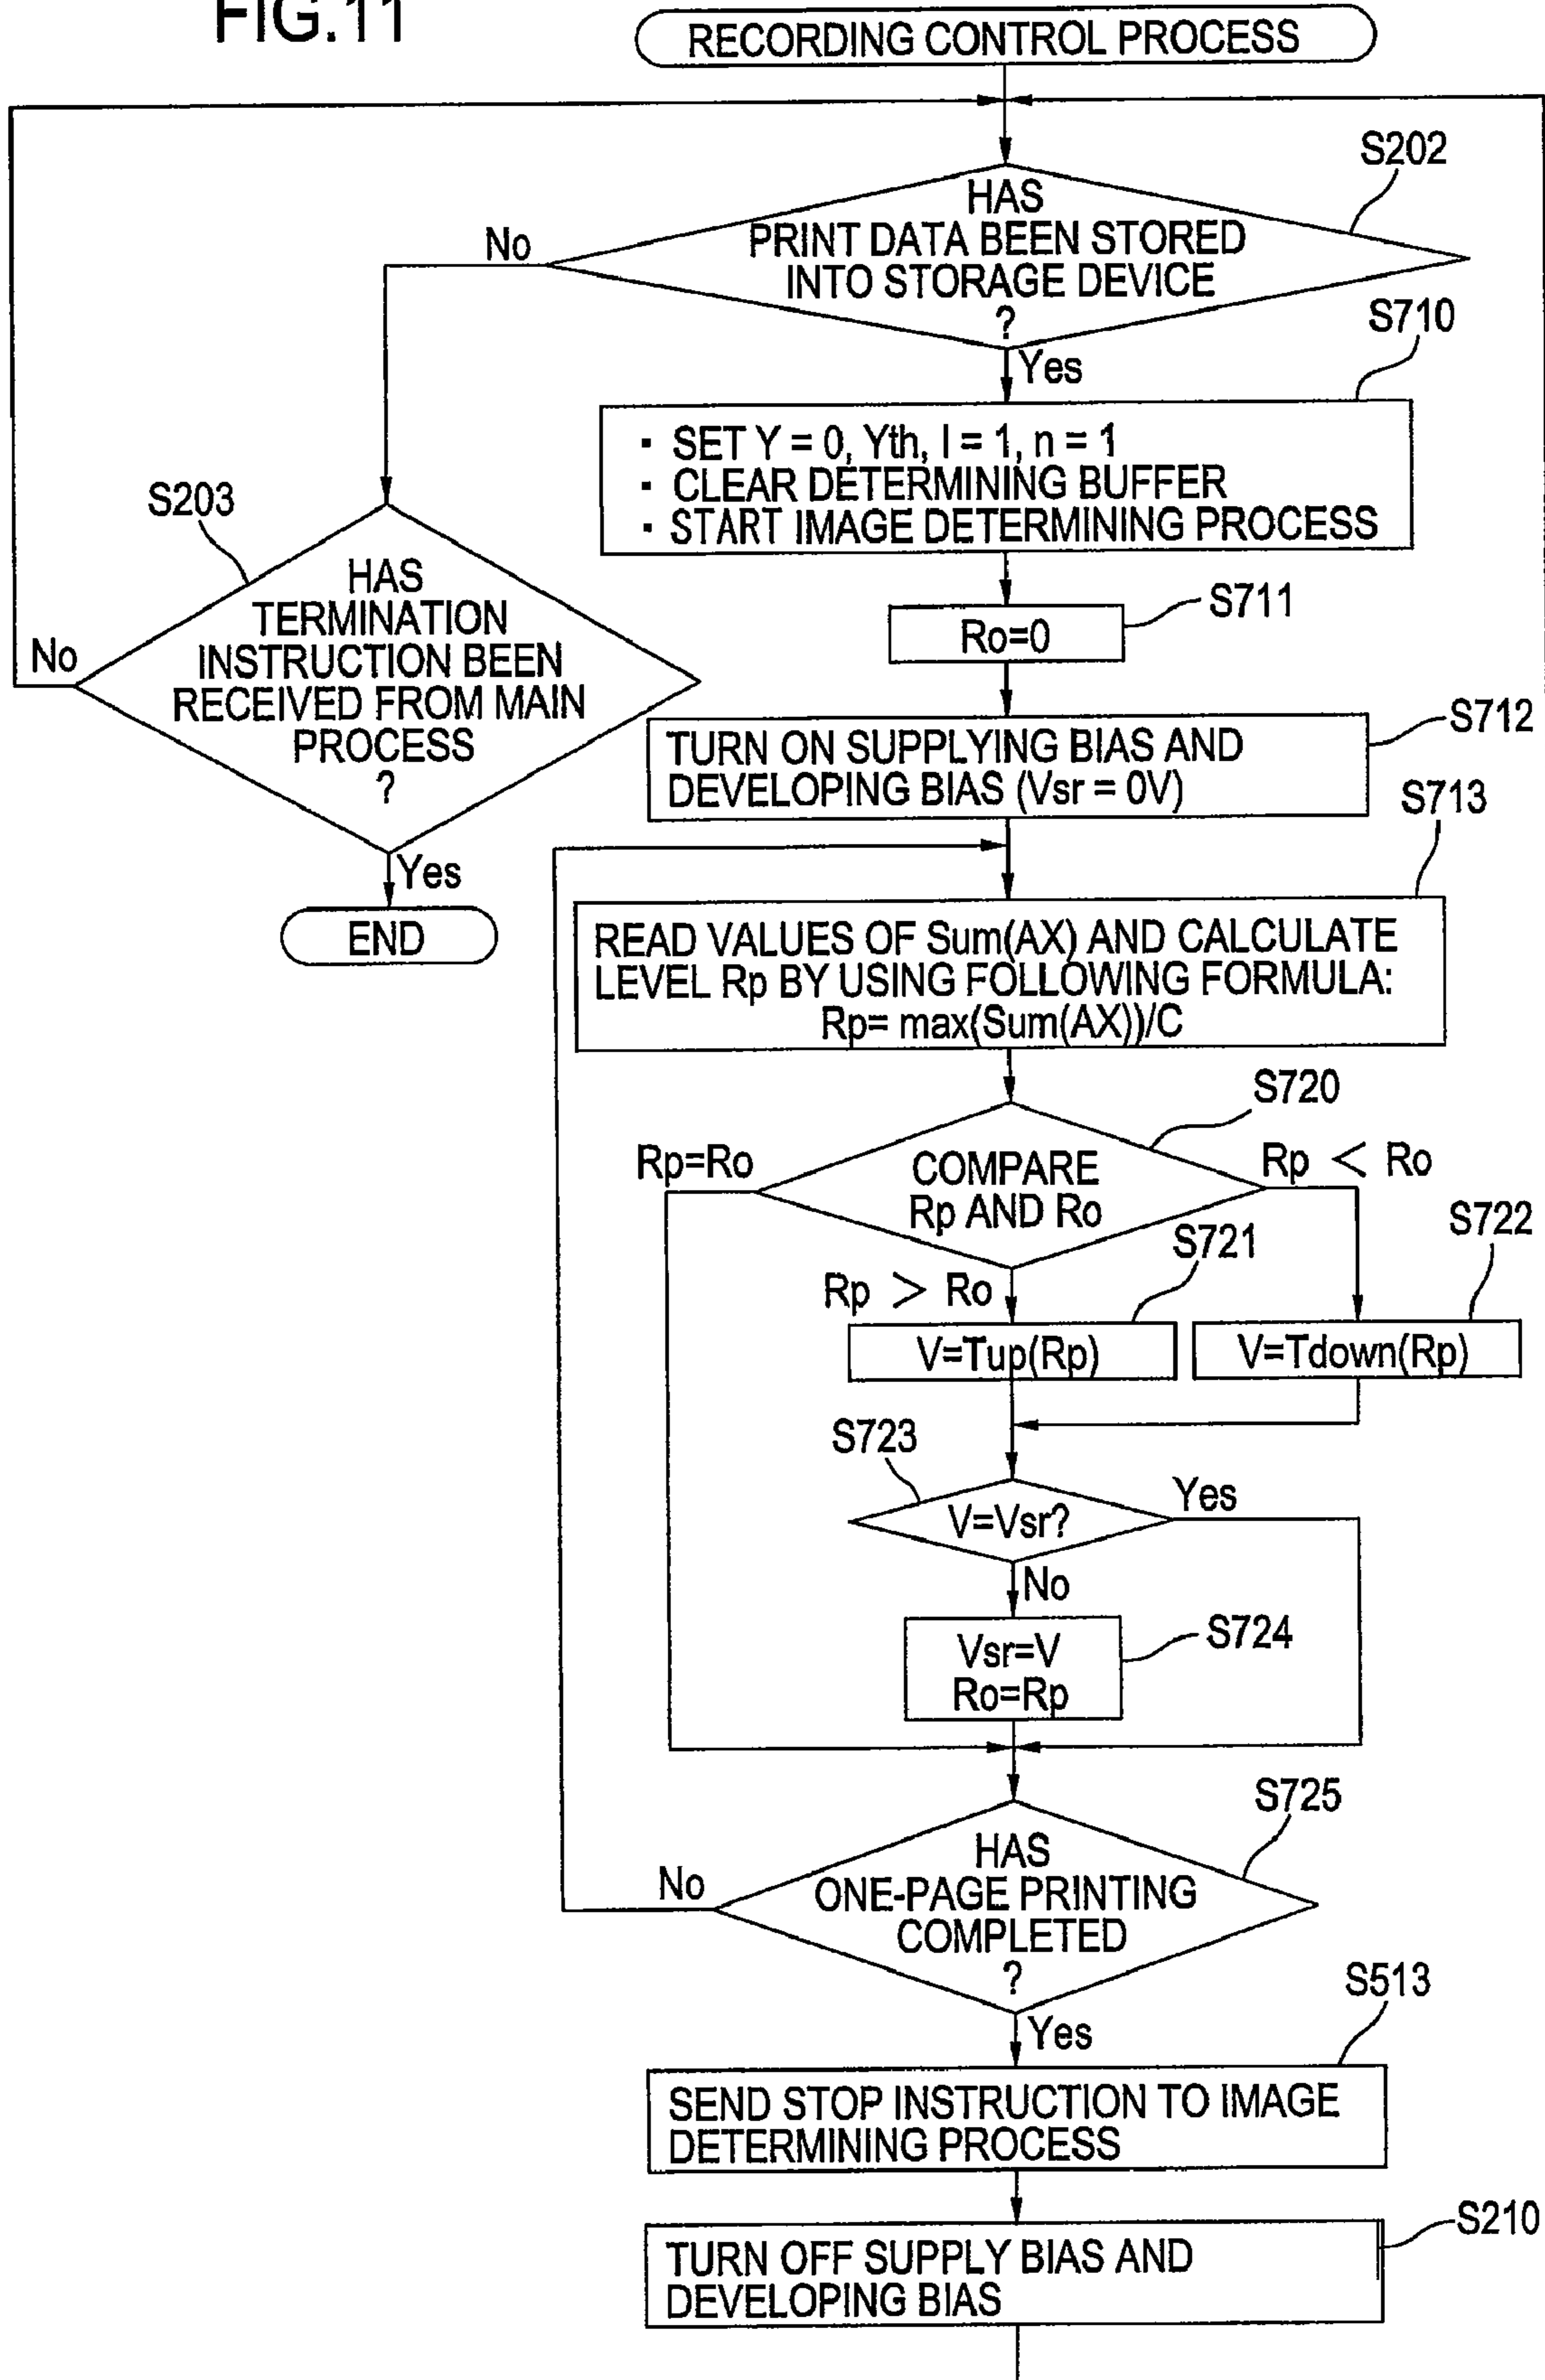 FIG.11
RECORDING CONTROL PROCESS
S202
HAS
PRINT DATA BEEN STORED
INTO STORAGE DEVICE
?
No
Yes
S710
· SET Y = 0, Yth, I = 1, n = 1
· CLEAR DETERMINING BUFFER
· START IMAGE DETERMINING PROCESS
S203
HAS
TERMINATION
INSTRUCTION BEEN
RECEIVED FROM MAIN
PROCESS
?
No
Yes
END
S711
Ro=0
S712
TURN ON SUPPLYING BIAS AND
DEVELOPING BIAS (Vsr = 0V)
S713
READ VALUES OF Sum(AX) AND CALCULATE
LEVEL Rp BY USING FOLLOWING FORMULA:
Rp= max(Sum(AX))/C
S720
COMPARE
Rp AND Ro
Rp=Ro
Rp < Ro
Rp > Ro
S721
V=Tup(Rp)
S722
V=Tdown(Rp)
S723
V=Vsr?
Yes
No
S724
Vsr=V
Ro=Rp
S725
HAS
ONE-PAGE PRINTING
COMPLETED
?
No
Yes
S513
SEND STOP INSTRUCTION TO IMAGE
DETERMINING PROCESS
S210
TURN OFF SUPPLY BIAS AND
DEVELOPING BIAS